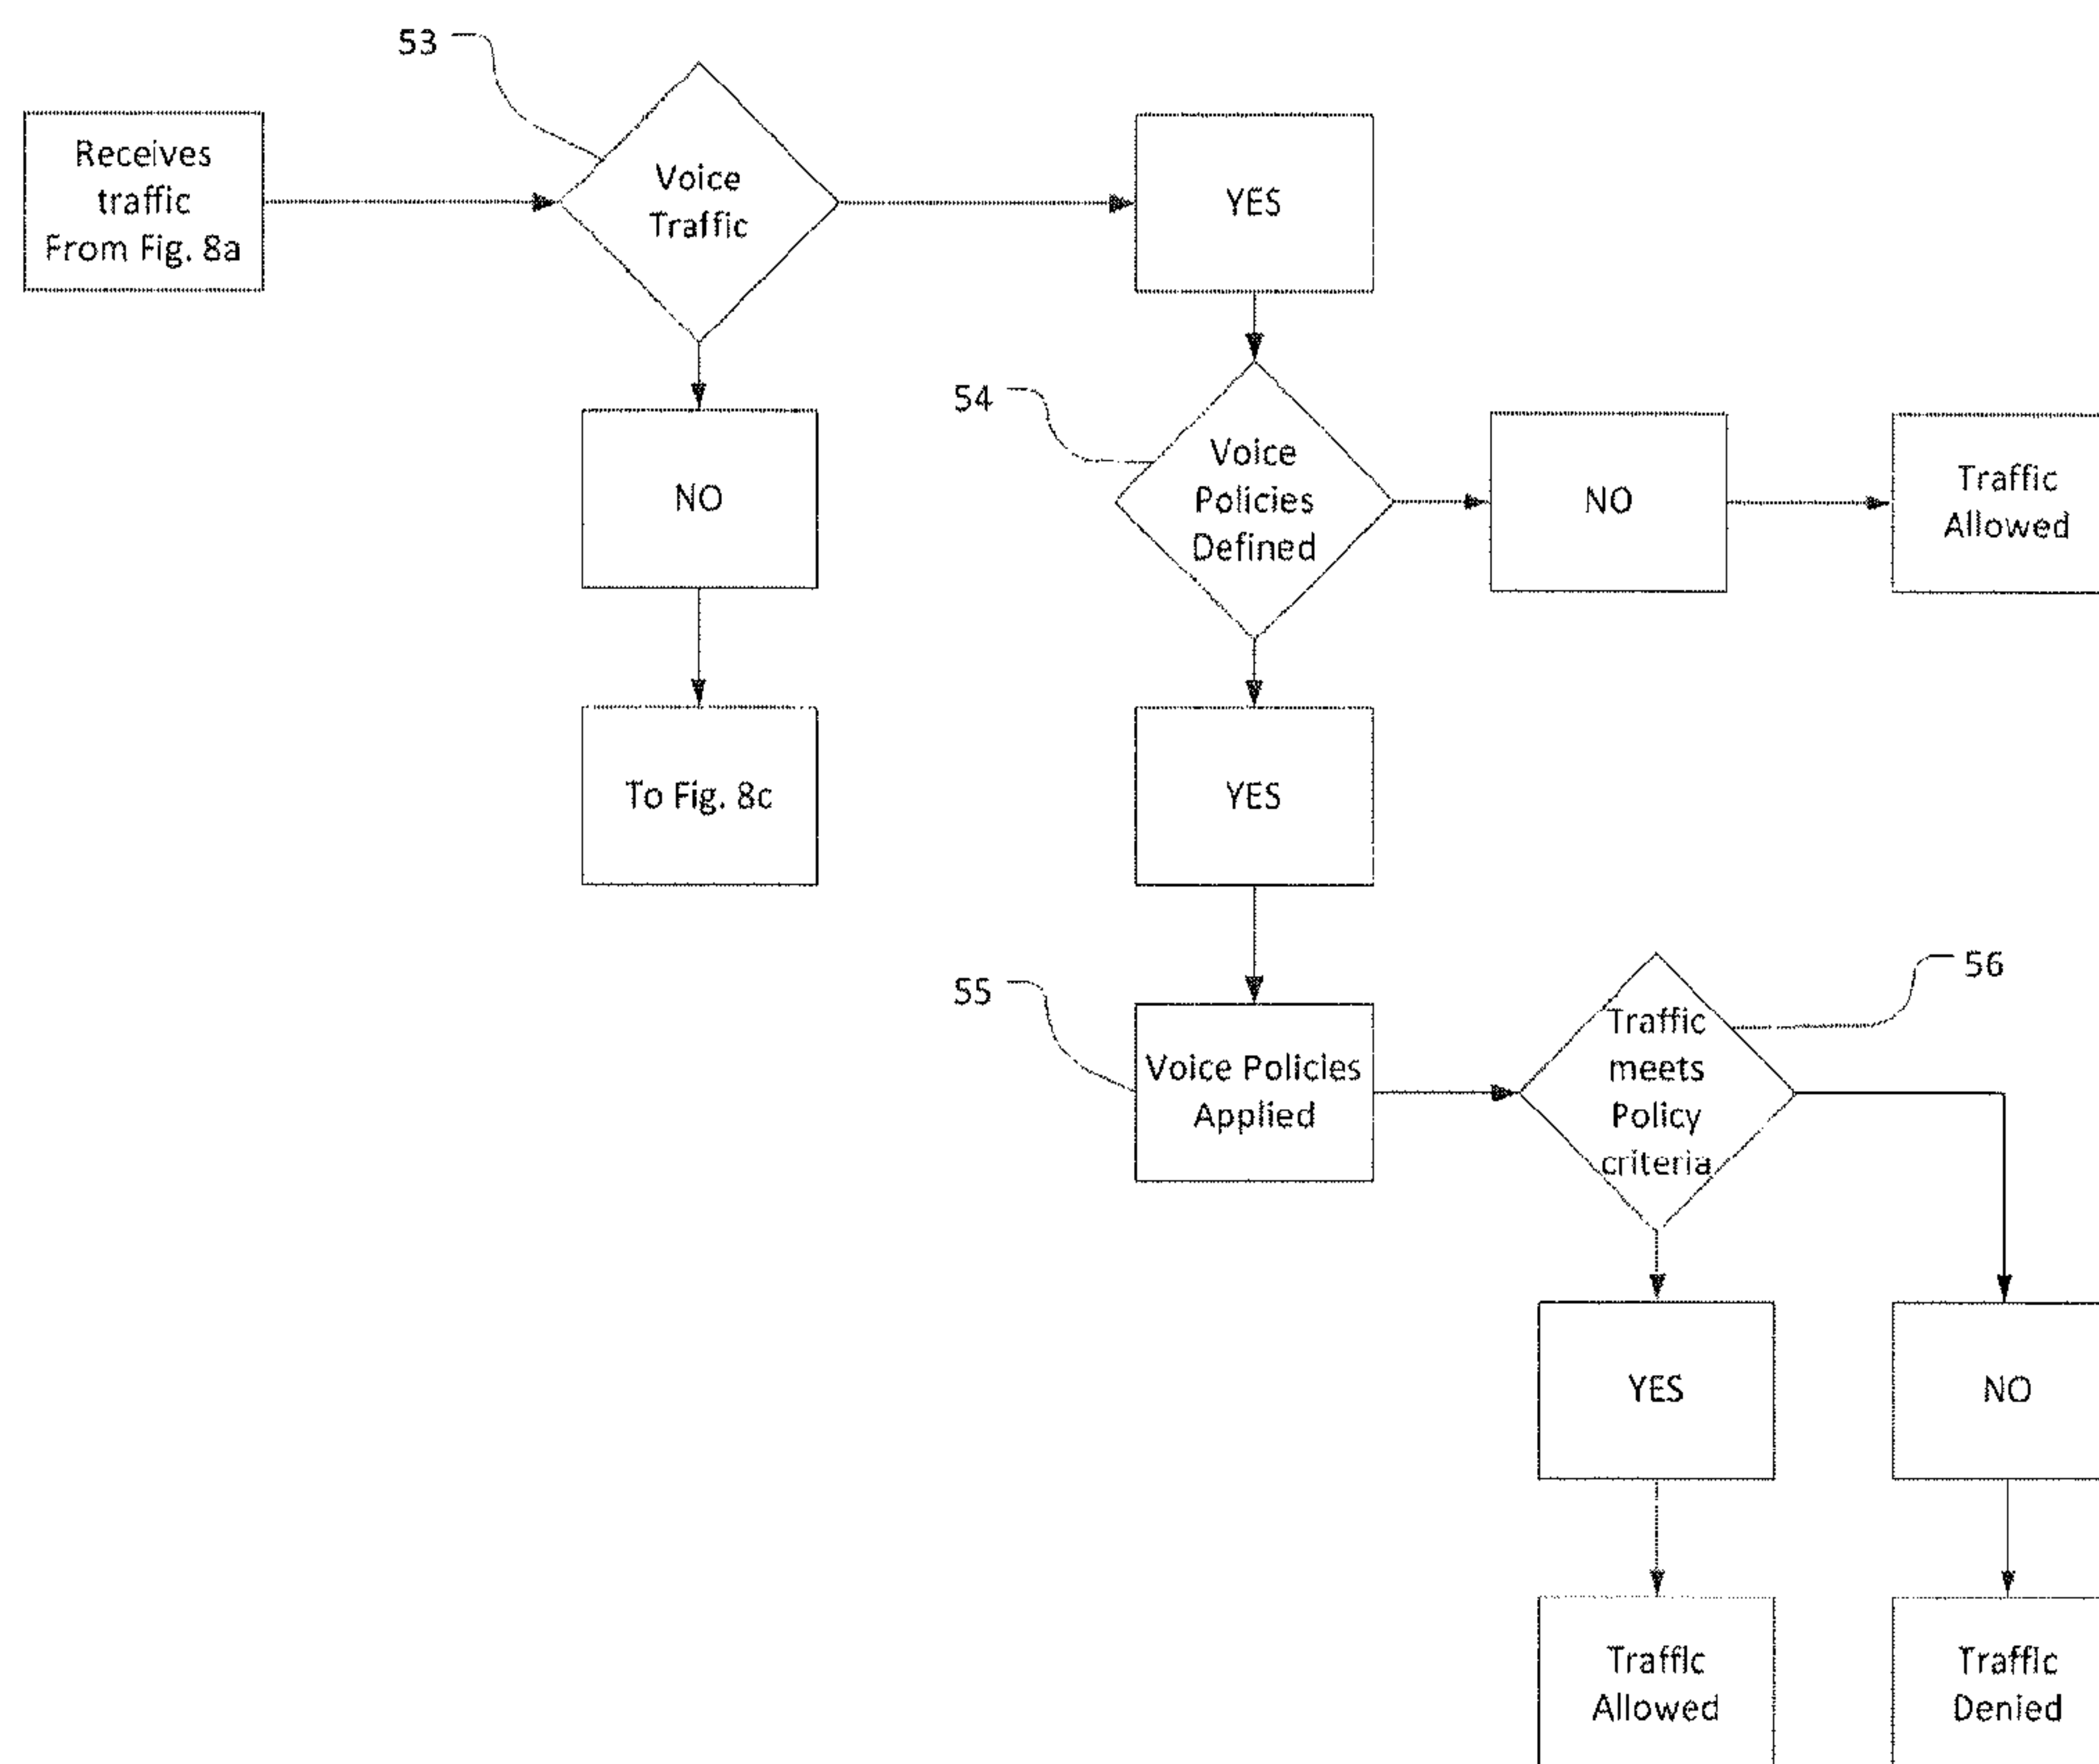 53
Receives
traffic
From Fig. 8a
Voice
Traffic
YES
NO
54
Voice
Policies
Defined
NO
Traffic
Allowed
To Fig. 8c
YES
55
Voice Policies
Applied
56
Traffic
meets
Policy
criteria
YES
NO
Traffic
Allowed
Traffic
Denied